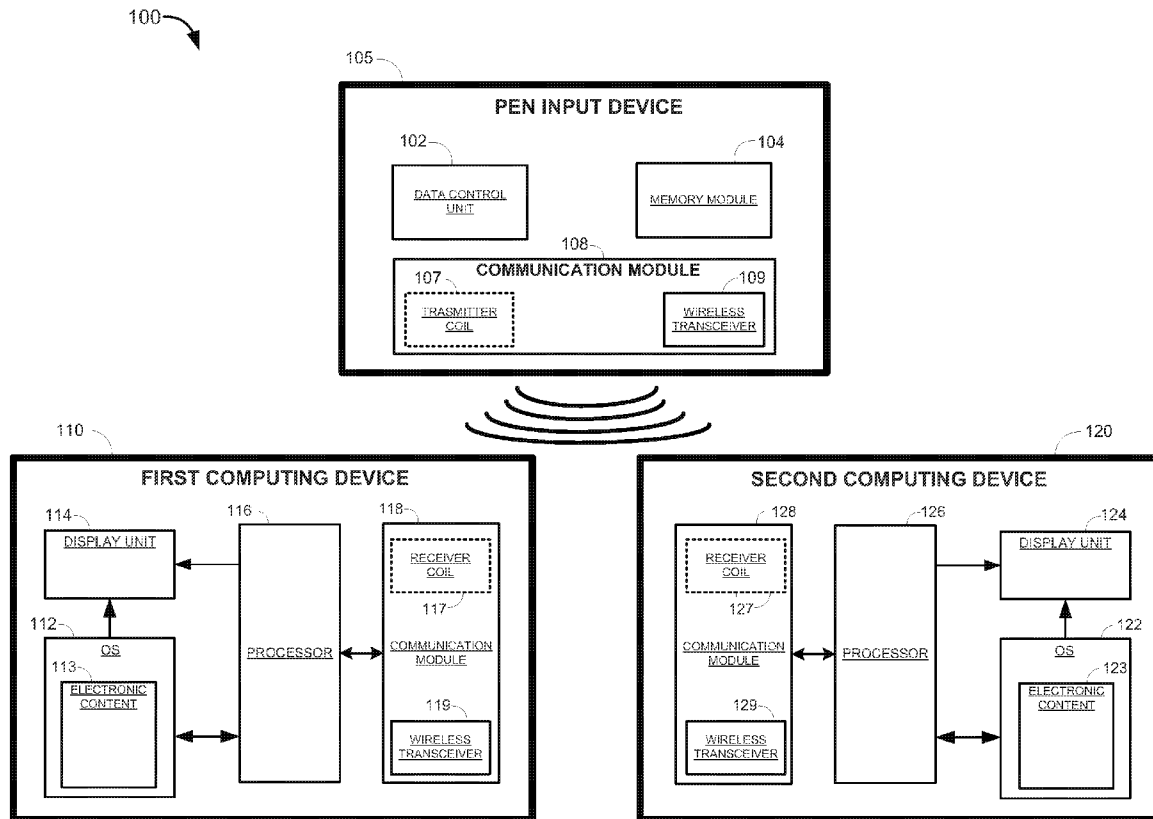 100
105
PEN INPUT DEVICE
102
104
DATA CONTROL
UNIT
MEMORY MODULE
108
COMMUNICATION MODULE
107
109
TRASMITTER
COIL
WIRELESS
TRANSCEIVER
110
FIRST COMPUTING DEVICE
114
116
118
DISPLAY UNIT
RECEIVER
COIL
117
112
OS
PROCESSOR
COMMUNICATION
MODULE
113
ELECTRONIC
CONTENT
119
WIRELESS
TRANSCEIVER
120
SECOND COMPUTING DEVICE
128
126
124
RECEIVER
COIL
DISPLAY UNIT
127
122
COMMUNICATION
MODULE
PROCESSOR
OS
123
ELECTRONIC
CONTENT
129
WIRELESS
TRANSCEIVER